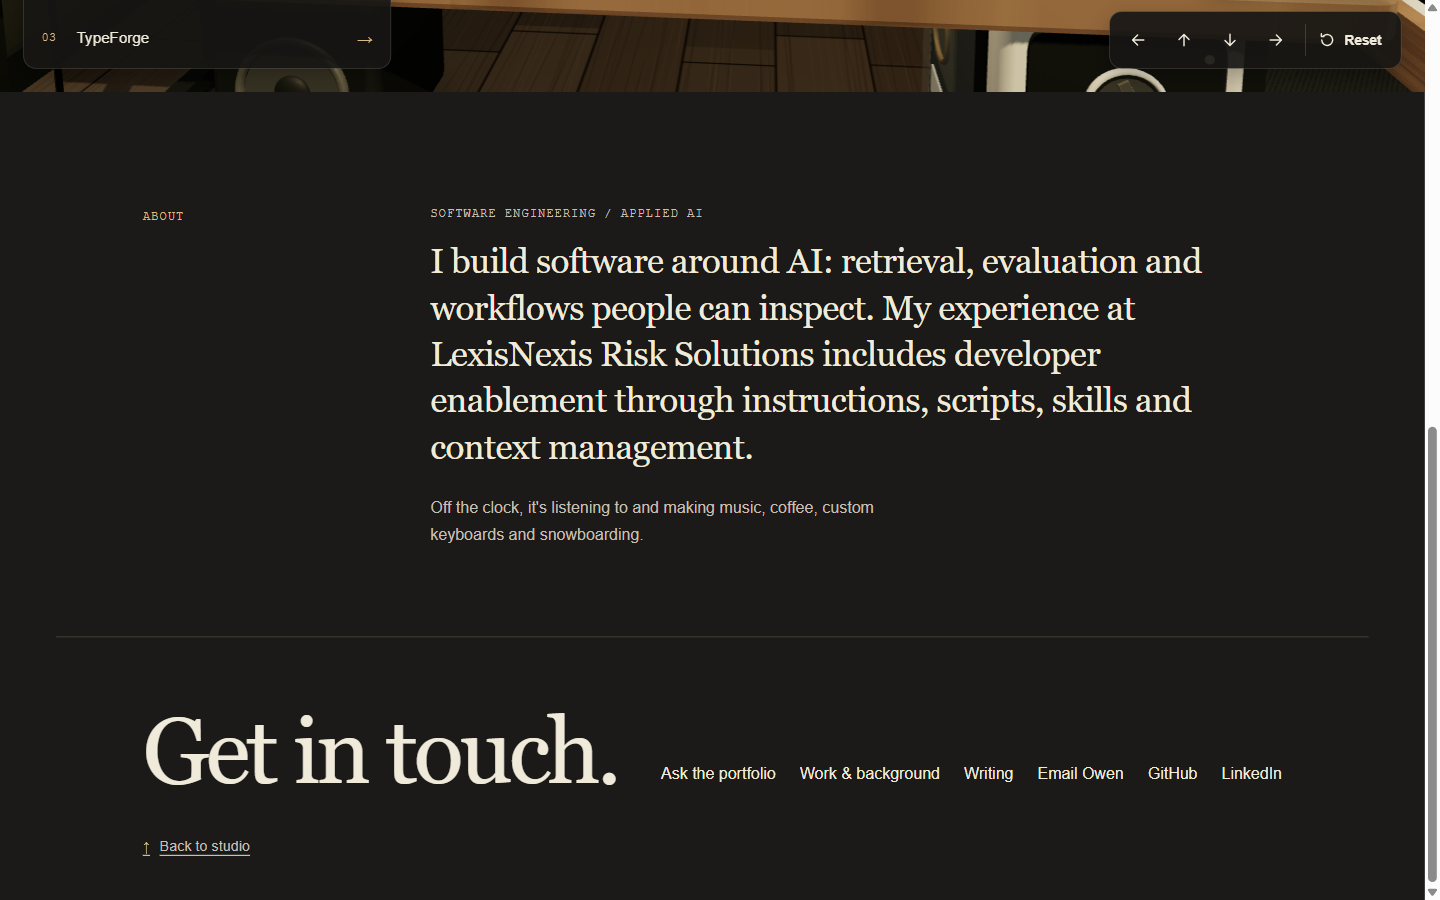 03 TypeForge →
← ↑ ↓ → Reset
ABOUT
SOFTWARE ENGINEERING / APPLIED AI
I build software around AI: retrieval, evaluation and
workflows people can inspect. My experience at
LexisNexis Risk Solutions includes developer
enablement through instructions, scripts, skills and
context management.
Off the clock, it's listening to and making music, coffee, custom
keyboards and snowboarding.
Get in touch.
Ask the portfolio Work & background Writing Email Owen GitHub LinkedIn
↑ Back to studio